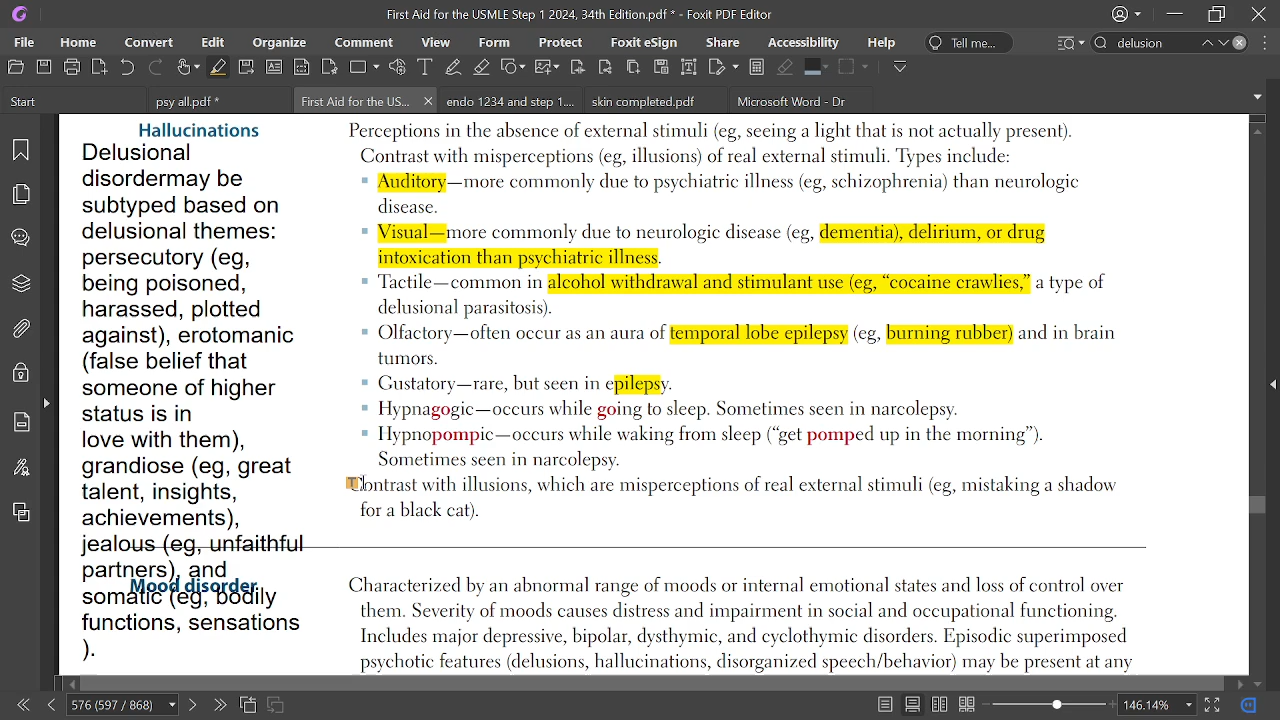 First Aid for the USMLE Step 1 2024, 34th Edition.pdf * - Foxit PDF Editor
File Home Convert Edit Organize Comment View Form Protect Foxit eSign Share Accessibility Help Tell me... delusion
Start psy all.pdf * First Aid for the US... endo 1234 and step 1... skin completed.pdf Microsoft Word - Dr
Hallucinations
Delusional
disordermay be
subtyped based on
delusional themes:
persecutory (eg,
being poisoned,
harassed, plotted
against), erotomanic
(false belief that
someone of higher
status is in
love with them),
grandiose (eg, great
talent, insights,
achievements),
jealous (eg, unfaithful
partners), and
somatic (eg, bodily
functions, sensations
).
Perceptions in the absence of external stimuli (eg, seeing a light that is not actually present).
Contrast with misperceptions (eg, illusions) of real external stimuli. Types include:
Auditory—more commonly due to psychiatric illness (eg, schizophrenia) than neurologic
disease.
Visual—more commonly due to neurologic disease (eg, dementia), delirium, or drug
intoxication than psychiatric illness.
Tactile—common in alcohol withdrawal and stimulant use (eg, “cocaine crawlies,” a type of
delusional parasitosis).
Olfactory—often occur as an aura of temporal lobe epilepsy (eg, burning rubber) and in brain
tumors.
Gustatory—rare, but seen in epilepsy.
Hypnagogic—occurs while going to sleep. Sometimes seen in narcolepsy.
Hypnopompic—occurs while waking from sleep (“get pomped up in the morning”).
Sometimes seen in narcolepsy.
Contrast with illusions, which are misperceptions of real external stimuli (eg, mistaking a shadow
for a black cat).
Mood disorder
Characterized by an abnormal range of moods or internal emotional states and loss of control over
them. Severity of moods causes distress and impairment in social and occupational functioning.
Includes major depressive, bipolar, dysthymic, and cyclothymic disorders. Episodic superimposed
psychotic features (delusions, hallucinations, disorganized speech/behavior) may be present at any
576 (597 / 868) 146.14%